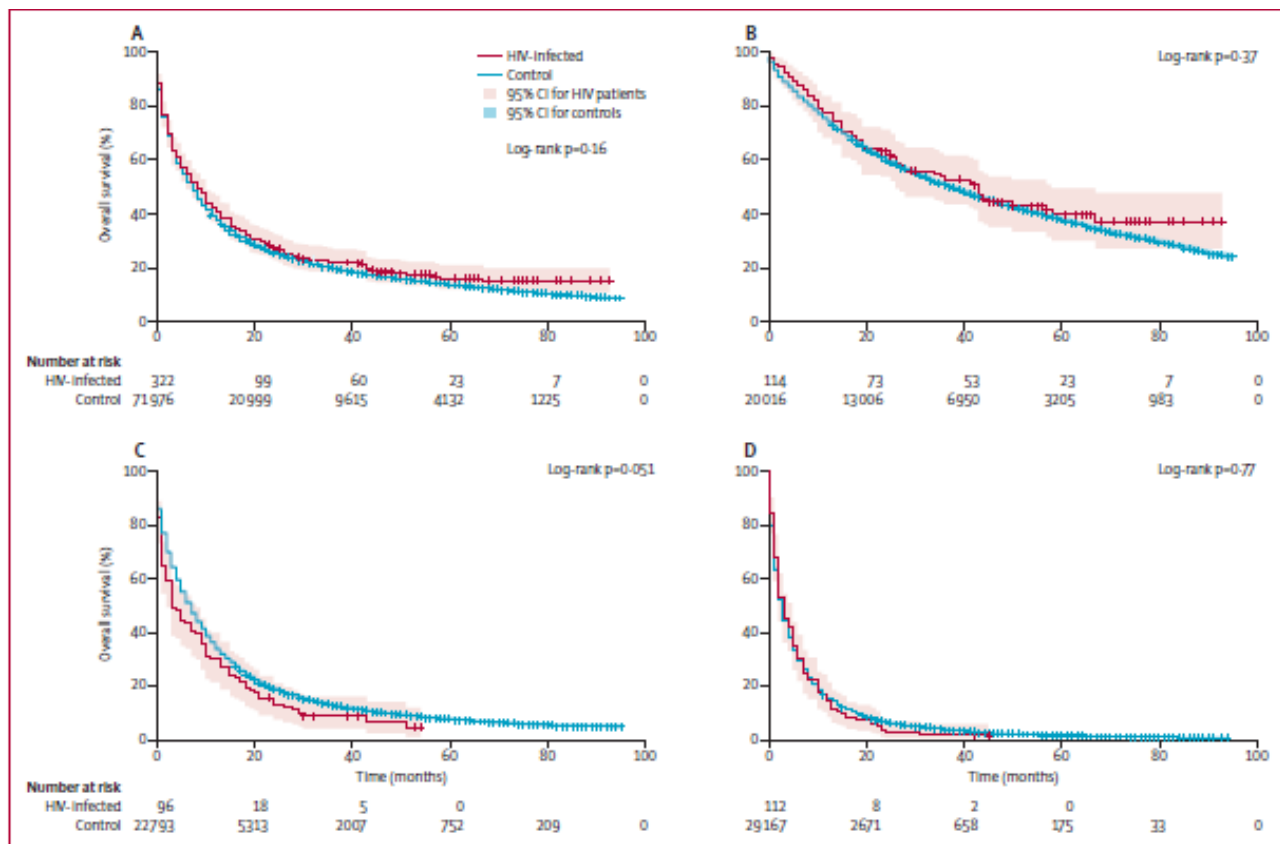 A
100
80
60
40
20
0
Overall survival (%)
HIV-Infected
Control
95% CI for HIV patients
95% CI for controls
Log-rank p=0·16
0 20 40 60 80 100
Number at risk
HIV-Infected 322 99 60 23 7 0
Control 71976 20999 9615 4132 1225 0
B
Log-rank p=0·37
100
80
60
40
20
0
0 20 40 60 80 100
114 73 53 23 7 0
20016 13006 6950 3205 983 0
C
Log-rank p=0·051
100
80
60
40
20
0
Overall survival (%)
0 20 40 60 80 100
Time (months)
Number at risk
HIV-Infected 96 18 5 0
Control 22793 5313 2007 752 209 0
D
Log-rank p=0·77
100
80
60
40
20
0
0 20 40 60 80 100
Time (months)
112 8 2 0
29167 2671 658 175 33 0